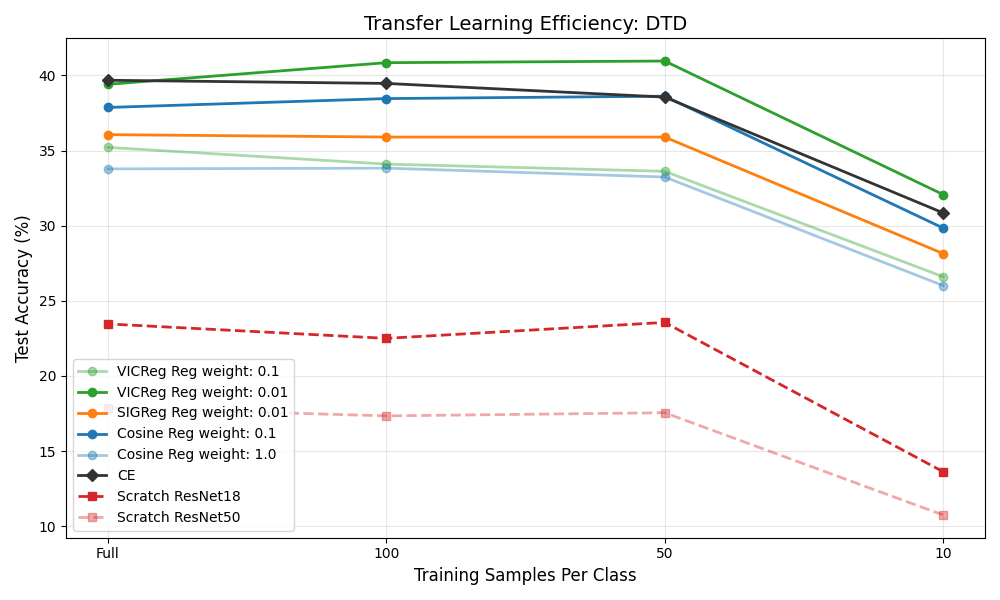 Transfer Learning Efficiency: DTD
Test Accuracy (%)
40
35
30
25
20
15
10
VICReg Reg weight: 0.1
VICReg Reg weight: 0.01
SIGReg Reg weight: 0.01
Cosine Reg weight: 0.1
Cosine Reg weight: 1.0
CE
Scratch ResNet18
Scratch ResNet50
Full 100 50 10
Training Samples Per Class